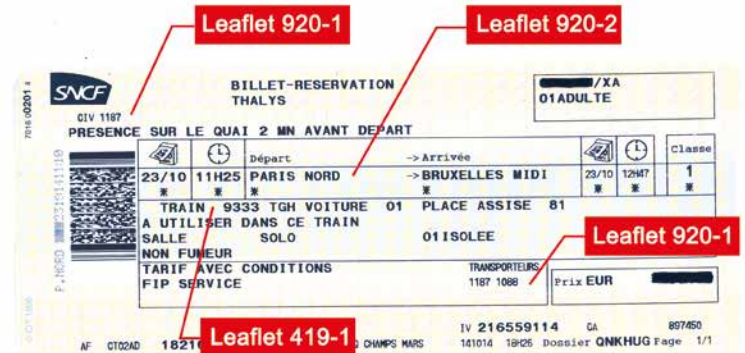 Leaflet 920-1 Leaflet 920-2
SNCF BILLET-RESERVATION /XA
THALYS 01ADULTE
CIV 1187
PRESENCE SUR LE QUAI 2 MN AVANT DEPART
Départ ->Arrivée Classe
23/10 11H25 PARIS NORD ->BRUXELLES MIDI 23/10 12H47 1
* * * * * * *
TRAIN 9333 TGH VOITURE 01 PLACE ASSISE 81
A UTILISER DANS CE TRAIN
SALLE SOLO 01ISOLEE
Leaflet 920-1
NON FUMEUR
TARIF AVEC CONDITIONS TRANSPORTEURS
FIP SERVICE 1187 1088 Prix EUR
Leaflet 419-1
IV 216559114 CA 897450
AF CT02AD 1821 CHAMPS MARS 141014 18H26 Dossier QNKHUG Page 1/1